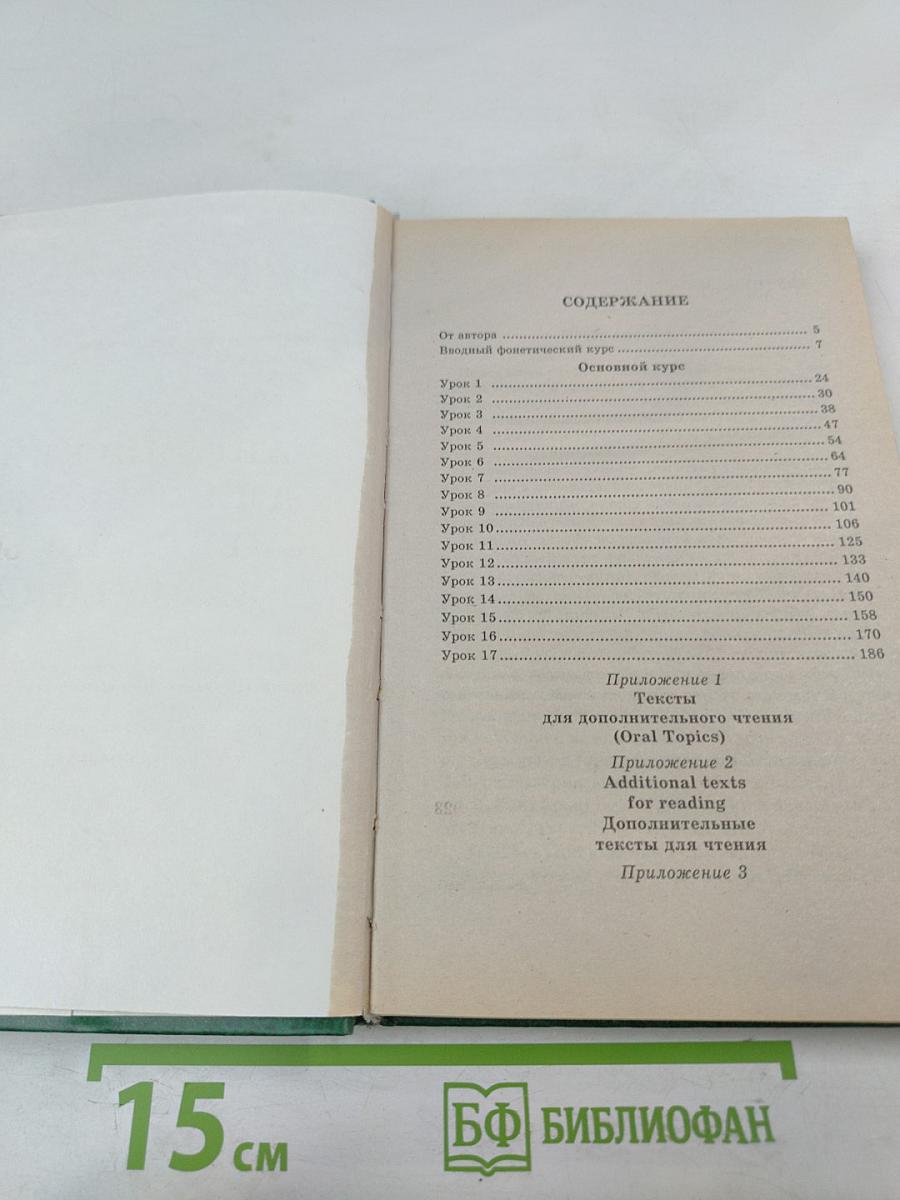 СОДЕРЖАНИЕ
От автора ........ 5
Вводный фонетический курс ........ 7
Основной курс
Урок 1 ........ 24
Урок 2 ........ 30
Урок 3 ........ 38
Урок 4 ........ 47
Урок 5 ........ 54
Урок 6 ........ 64
Урок 7 ........ 77
Урок 8 ........ 90
Урок 9 ........ 101
Урок 10 ........ 106
Урок 11 ........ 125
Урок 12 ........ 133
Урок 13 ........ 140
Урок 14 ........ 150
Урок 15 ........ 158
Урок 16 ........ 170
Урок 17 ........ 186
Приложение 1
Тексты
для дополнительного чтения
(Oral Topics)
Приложение 2
Additional texts
for reading
Дополнительные
тексты для чтения
Приложение 3
15 см
БФ БИБЛИОФАН